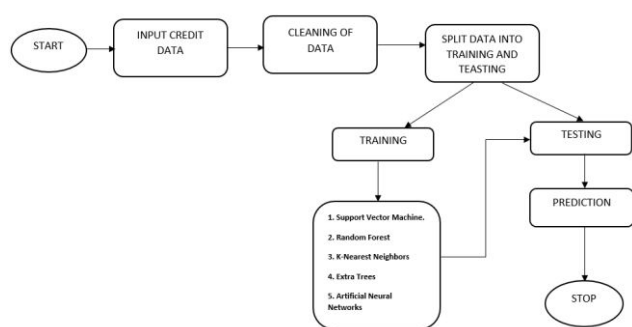 START
INPUT CREDIT
DATA
CLEANING OF
DATA
SPLIT DATA INTO
TRAINING AND
TEASTING
TRAINING
TESTING
1. Support Vector Machine.
2. Random Forest
3. K-Nearest Neighbors
4. Extra Trees
5. Artificial Neural
Networks
PREDICTION
STOP